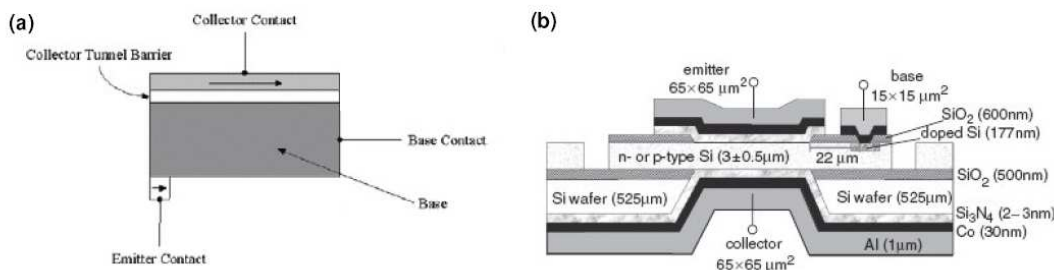 (a)
Collector Contact
Collector Tunnel Barrier
Base Contact
Base
Emitter Contact
(b)
emitter
65×65 μm²
base
15×15 μm²
SiO₂ (600nm)
doped Si (177nm)
n- or p-type Si (3±0.5μm)
22 μm
SiO₂ (500nm)
Si wafer (525μm)
Si wafer (525μm)
Si₃N₄ (2–3nm)
Co (30nm)
collector
65×65 μm²
Al (1μm)